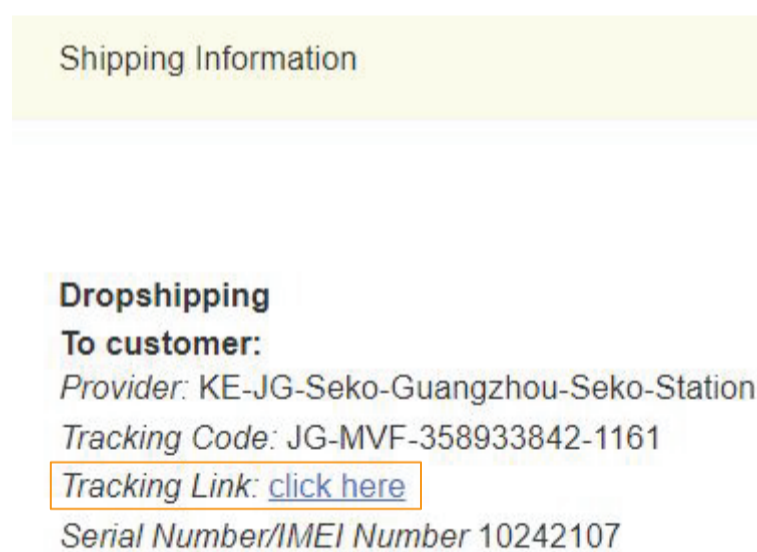 Shipping Information
Dropshipping
To customer:
Provider: KE-JG-Seko-Guangzhou-Seko-Station
Tracking Code: JG-MVF-358933842-1161
Tracking Link: click here
Serial Number/IMEI Number 10242107